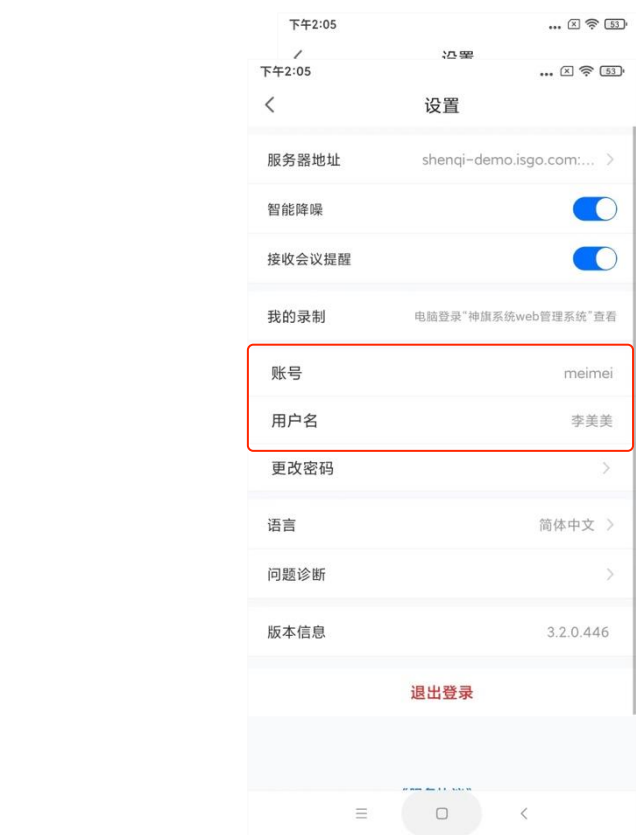 下午2:05
53
设置
下午2:05
53
设置
服务器地址 shenqi-demo.isgo.com:...
智能降噪
接收会议提醒
我的录制 电脑登录"神旗系统web管理系统"查看
账号 meimei
用户名 李美美
更改密码
语言 简体中文
问题诊断
版本信息 3.2.0.446
退出登录